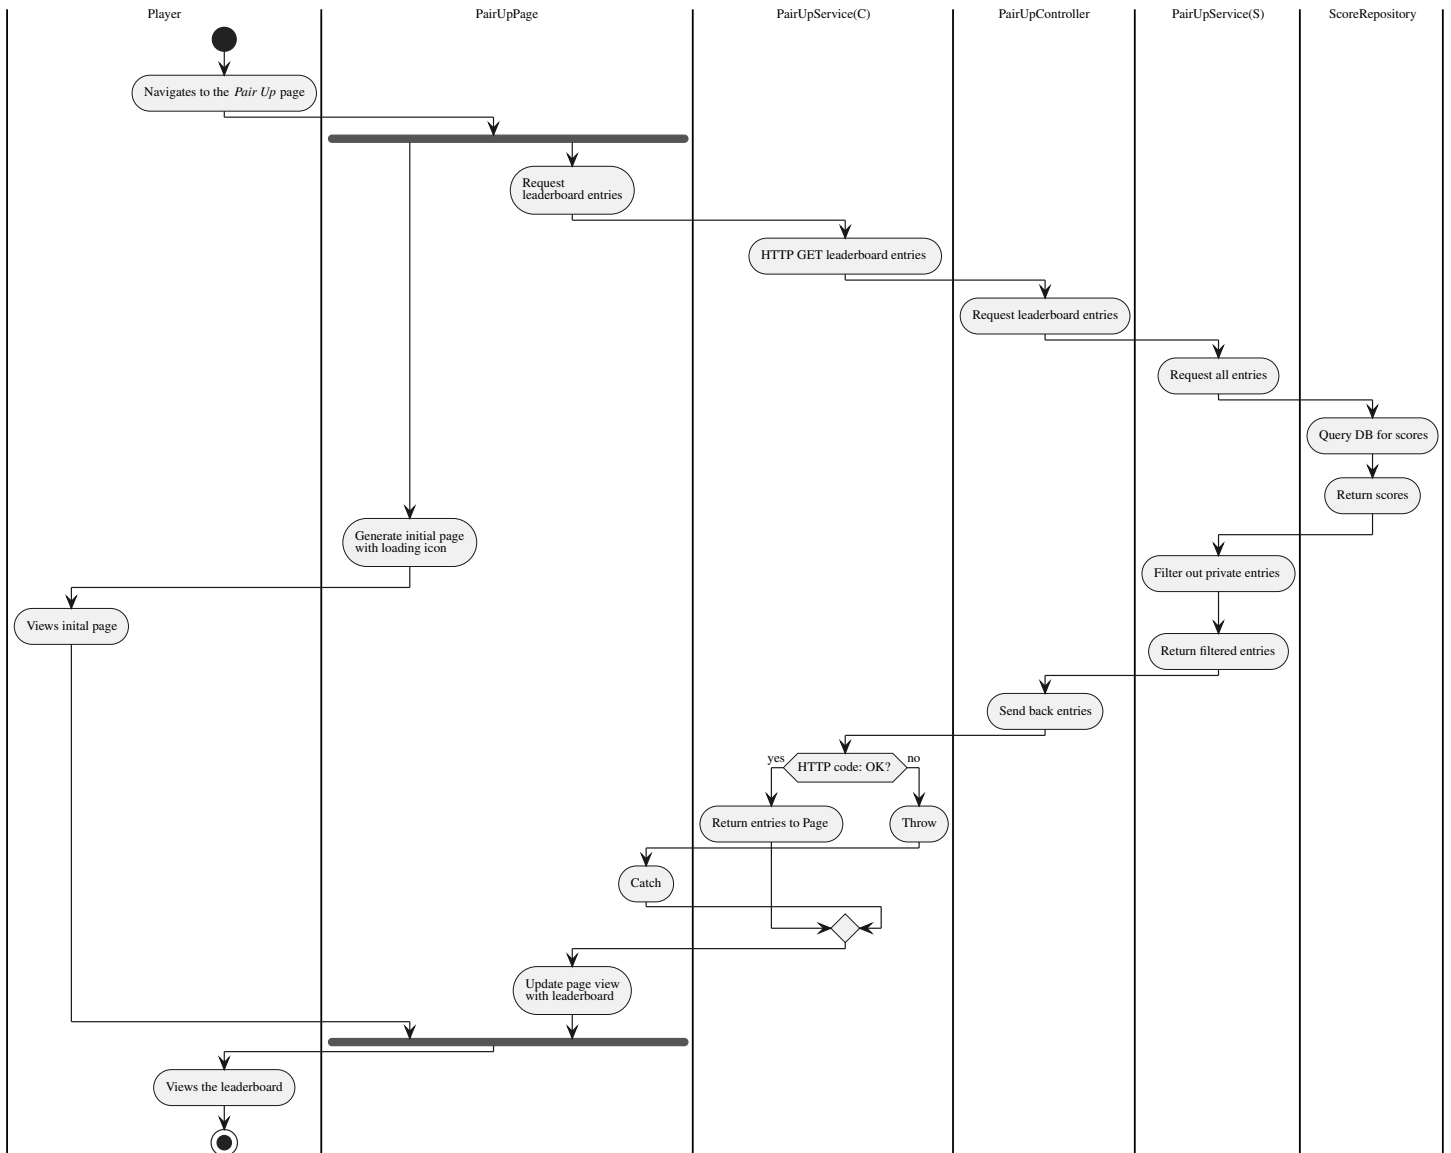 Player
PairUpPage
PairUpService(C)
PairUpController
PairUpService(S)
ScoreRepository
Navigates to the Pair Up page
Request
leaderboard entries
HTTP GET leaderboard entries
Request leaderboard entries
Request all entries
Query DB for scores
Return scores
Generate initial page
with loading icon
Filter out private entries
Views inital page
Return filtered entries
Send back entries
yes
HTTP code: OK?
no
Return entries to Page
Throw
Catch
Update page view
with leaderboard
Views the leaderboard